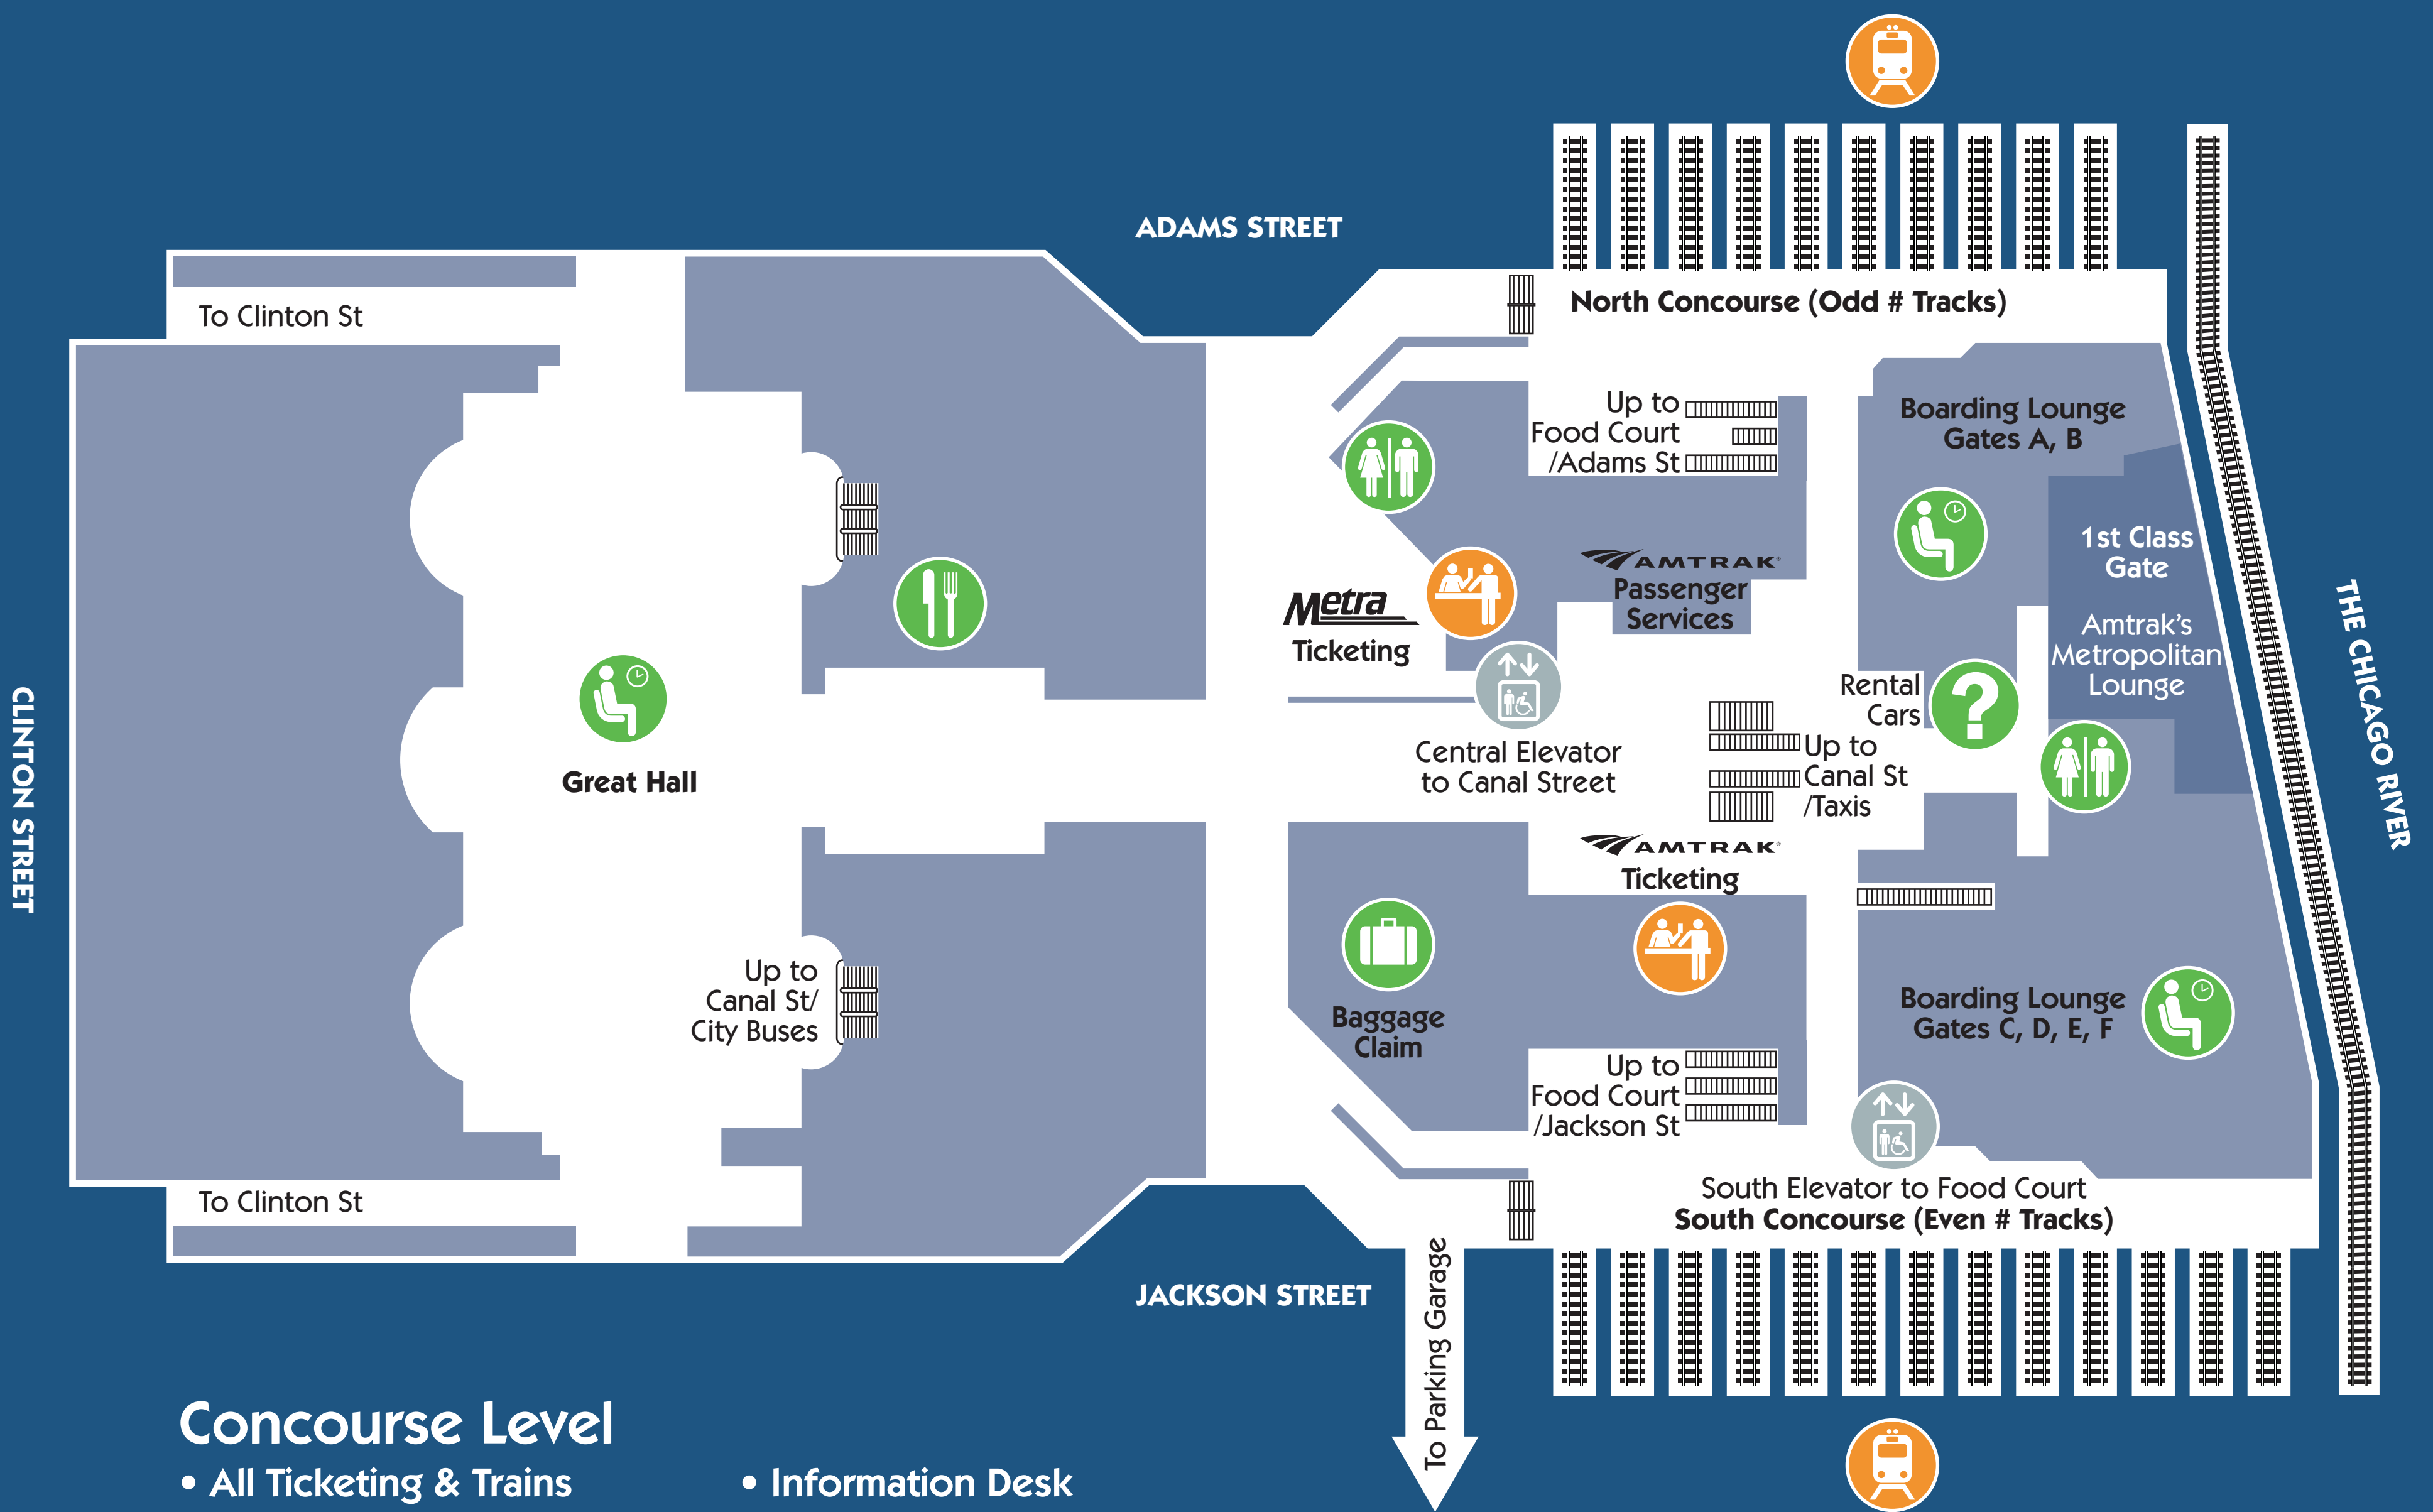 ADAMS STREET
To Clinton St
North Concourse (Odd # Tracks)
Up to
Food Court
/Adams St
Boarding Lounge
Gates A, B
1st Class
Gate
Amtrak's
Metropolitan
Lounge
AMTRAK®
Passenger
Services
Metra
Ticketing
THE CHICAGO RIVER
CLINTON STREET
Great Hall
Central Elevator
to Canal Street
Rental
Cars
?
Up to
Canal St
/Taxis
AMTRAK®
Ticketing
Up to
Canal St/
City Buses
Baggage
Claim
Boarding Lounge
Gates C, D, E, F
Up to
Food Court
/Jackson St
To Clinton St
South Elevator to Food Court
South Concourse (Even # Tracks)
JACKSON STREET
To Parking Garage
Concourse Level
• All Ticketing & Trains
• Information Desk